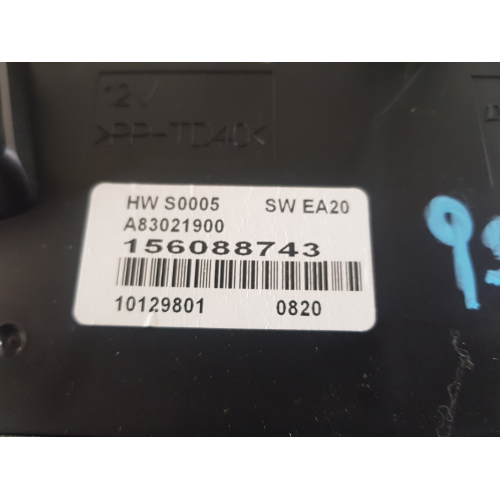 12V
>PP-TD40<
HW S0005 SW EA20
A83021900
156088743
10129801 0820